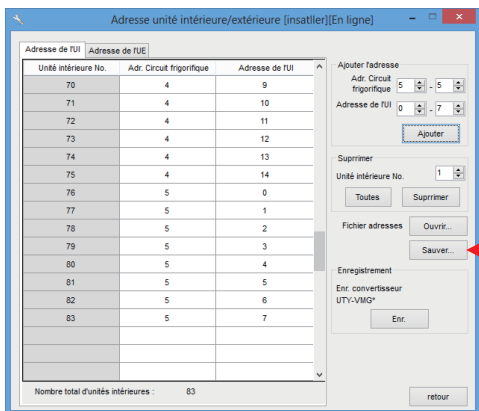 Adresse unité intérieure/extérieure [insatller][En ligne]
Adresse de l'UI Adresse de l'UE
Unité intérieure No. Adr. Circuit frigorifique Adresse de l'UI
70 4 9
71 4 10
72 4 11
73 4 12
74 4 13
75 4 14
76 5 0
77 5 1
78 5 2
79 5 3
80 5 4
81 5 5
82 5 6
83 5 7
Nombre total d'unités intérieures : 83
Ajouter l'adresse
Adr. Circuit
frigorifique 5 - 5
Adresse de l'UI 0 - 7
Ajouter
Suprimer
Unité intérieure No. 1
Toutes Suprrimer
Fichier adresses Ouvrir...
Sauver...
Enregistrement
Enr. convertisseur
UTY-VMG*
Enr.
retour